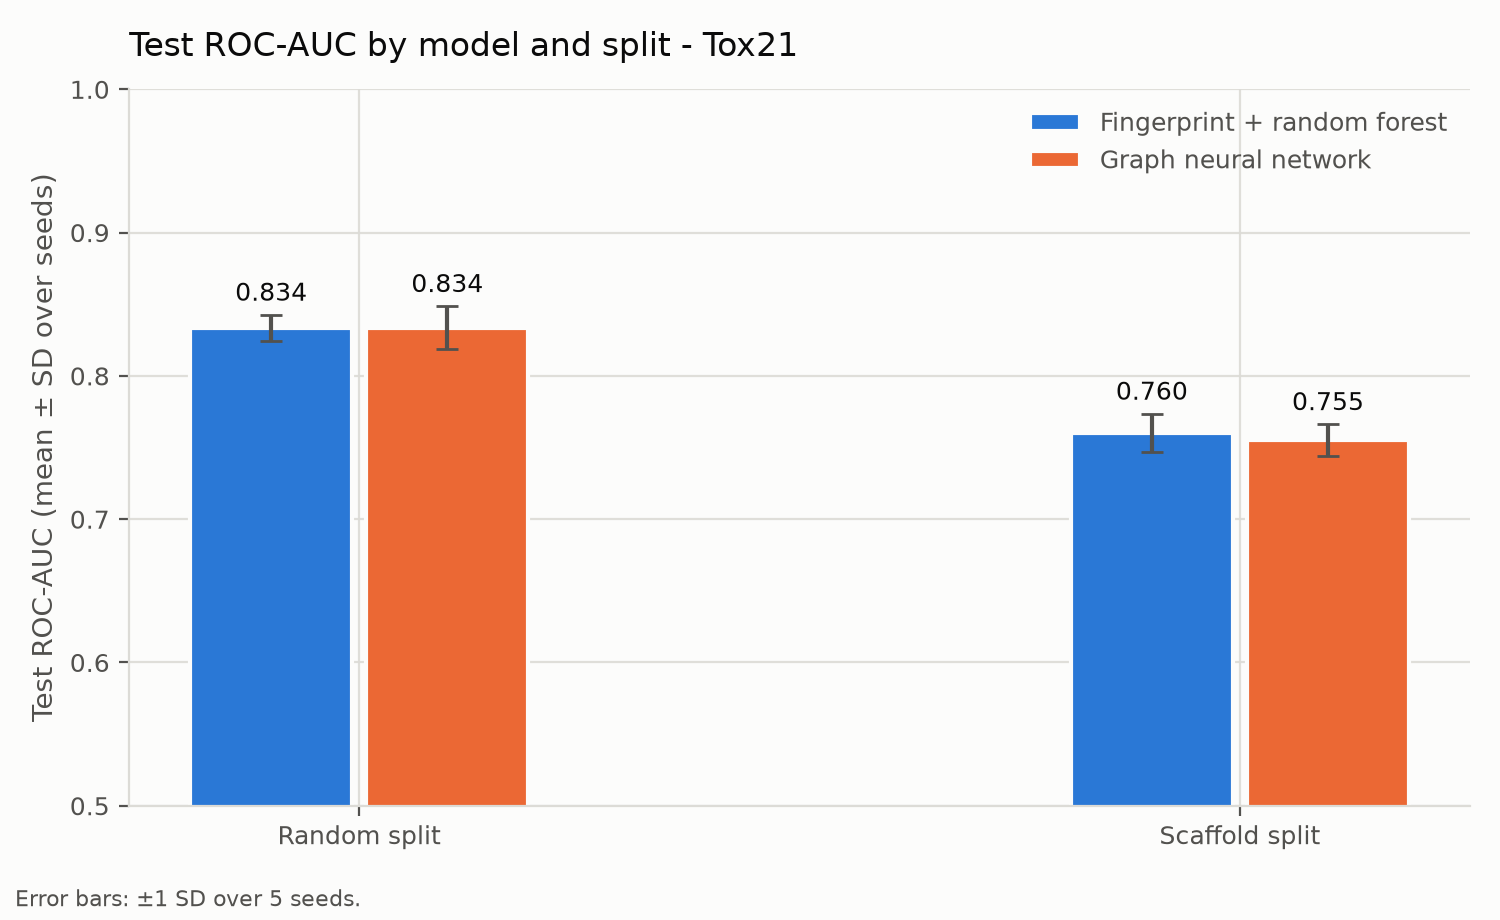 Test ROC-AUC by model and split - Tox21
Test ROC-AUC (mean ± SD over seeds)
1.0
0.9
0.8
0.7
0.6
0.5
Fingerprint + random forest
Graph neural network
0.834
0.834
0.760
0.755
Random split
Scaffold split
Error bars: ±1 SD over 5 seeds.